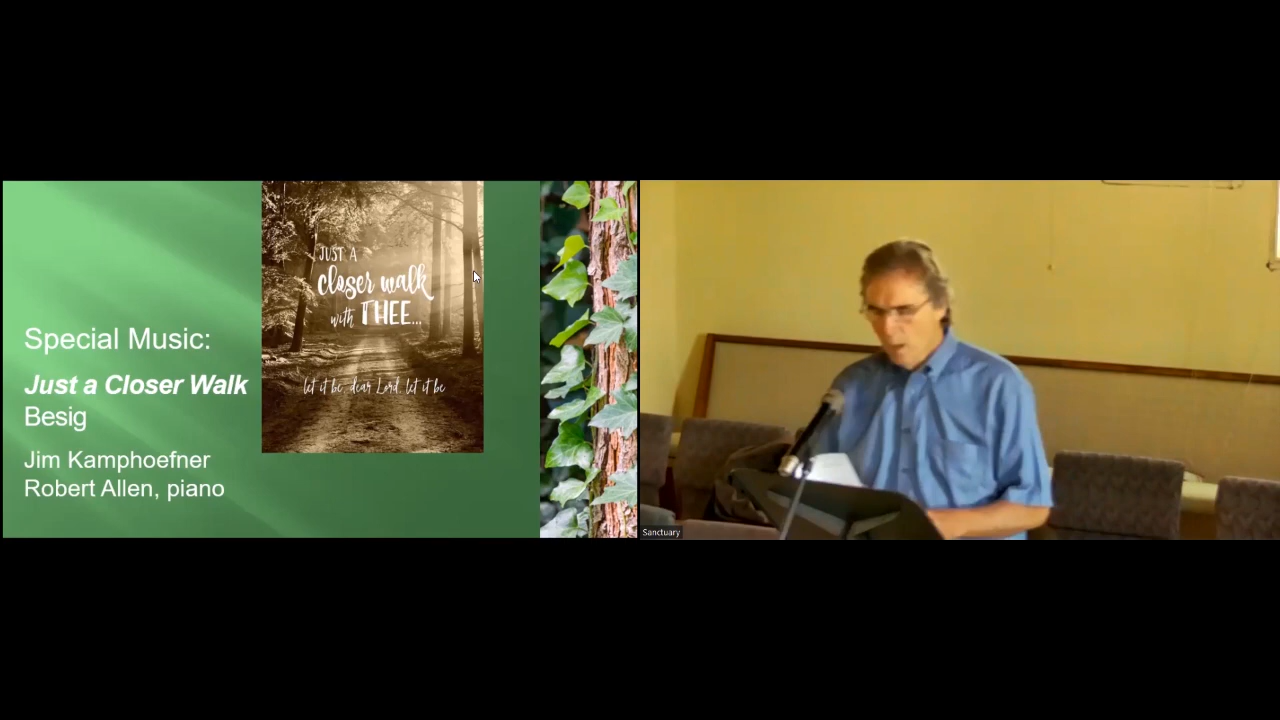 Special Music:
Just a Closer Walk
Besig
Jim Kamphoefner
Robert Allen, piano
JUST A
closer walk
with THEE...
let it be, dear Lord, let it be
Sanctuary